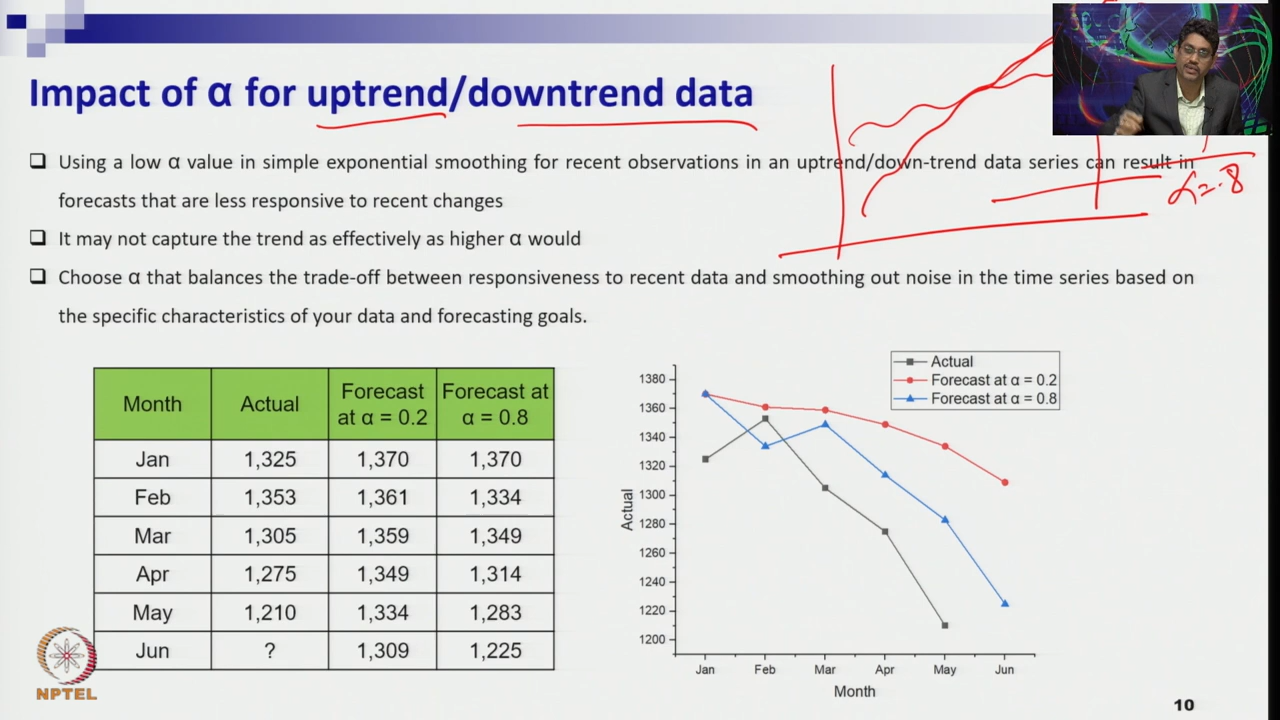 Impact of α for uptrend/downtrend data
❑ Using a low α value in simple exponential smoothing for recent observations in an uptrend/down-trend data series can result in
forecasts that are less responsive to recent changes
❑ It may not capture the trend as effectively as higher α would
❑ Choose α that balances the trade-off between responsiveness to recent data and smoothing out noise in the time series based on
the specific characteristics of your data and forecasting goals.
α=.8
Month Actual Forecast at α = 0.2 Forecast at α = 0.8
Jan 1,325 1,370 1,370
Feb 1,353 1,361 1,334
Mar 1,305 1,359 1,349
Apr 1,275 1,349 1,314
May 1,210 1,334 1,283
Jun ? 1,309 1,225
Actual
Forecast at α = 0.2
Forecast at α = 0.8
1380
1360
1340
1320
1300
1280
1260
1240
1220
1200
Actual
Jan Feb Mar Apr May Jun
Month
NPTEL
10